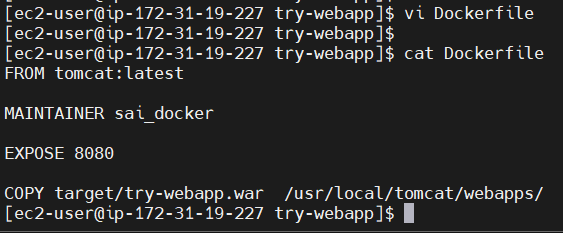 [ec2-user@ip-172-31-19-227 try-webapp]$ vi Dockerfile
[ec2-user@ip-172-31-19-227 try-webapp]$
[ec2-user@ip-172-31-19-227 try-webapp]$ cat Dockerfile
FROM tomcat:latest
MAINTAINER sai_docker
EXPOSE 8080
COPY target/try-webapp.war  /usr/local/tomcat/webapps/
[ec2-user@ip-172-31-19-227 try-webapp]$